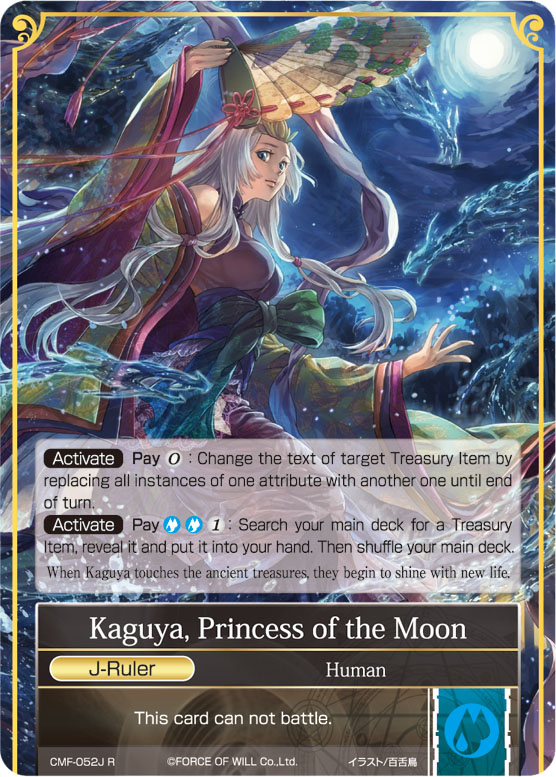 Activate Pay 0 : Change the text of target Treasury Item by
replacing all instances of one attribute with another one until end
of turn.
Activate Pay 1 : Search your main deck for a Treasury
Item, reveal it and put it into your hand. Then shuffle your main deck.
When Kaguya touches the ancient treasures, they begin to shine with new life.
Kaguya, Princess of the Moon
J-Ruler Human
This card can not battle.
CMF-052J R ©FORCE OF WILL Co.,Ltd. イラスト/百舌鳥